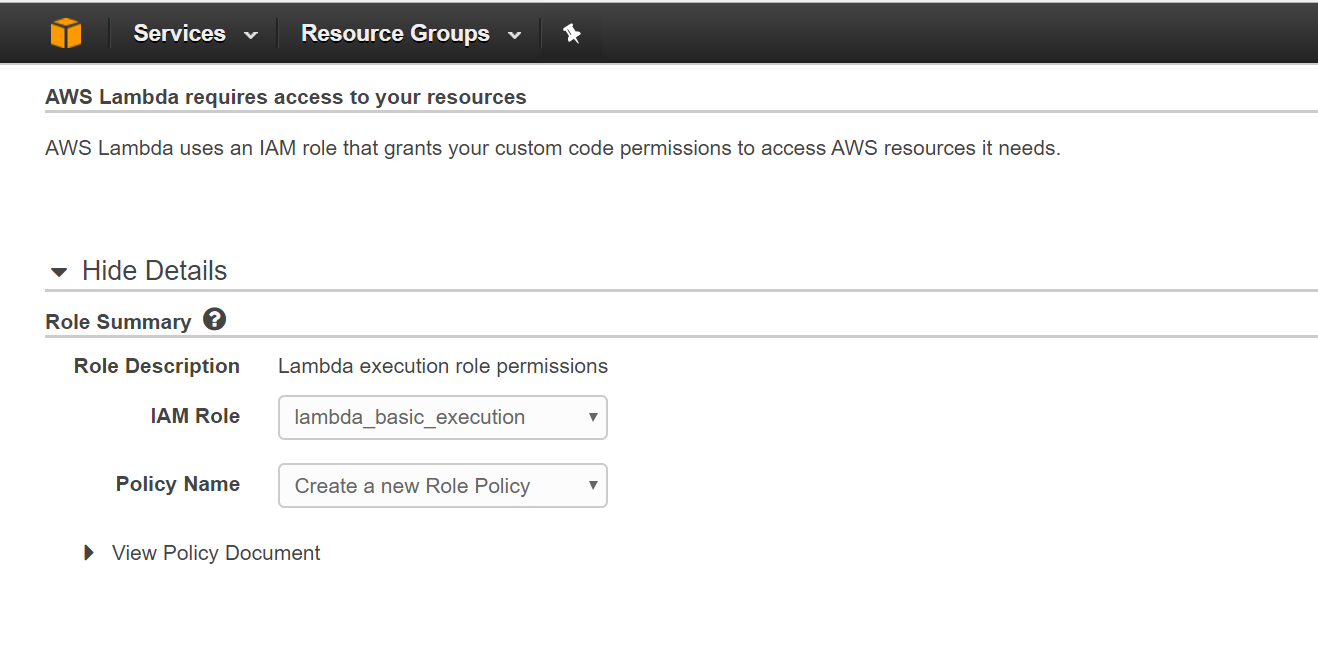 Services Resource Groups
AWS Lambda requires access to your resources
AWS Lambda uses an IAM role that grants your custom code permissions to access AWS resources it needs.
Hide Details
Role Summary ?
Role Description Lambda execution role permissions
IAM Role lambda_basic_execution
Policy Name Create a new Role Policy
View Policy Document